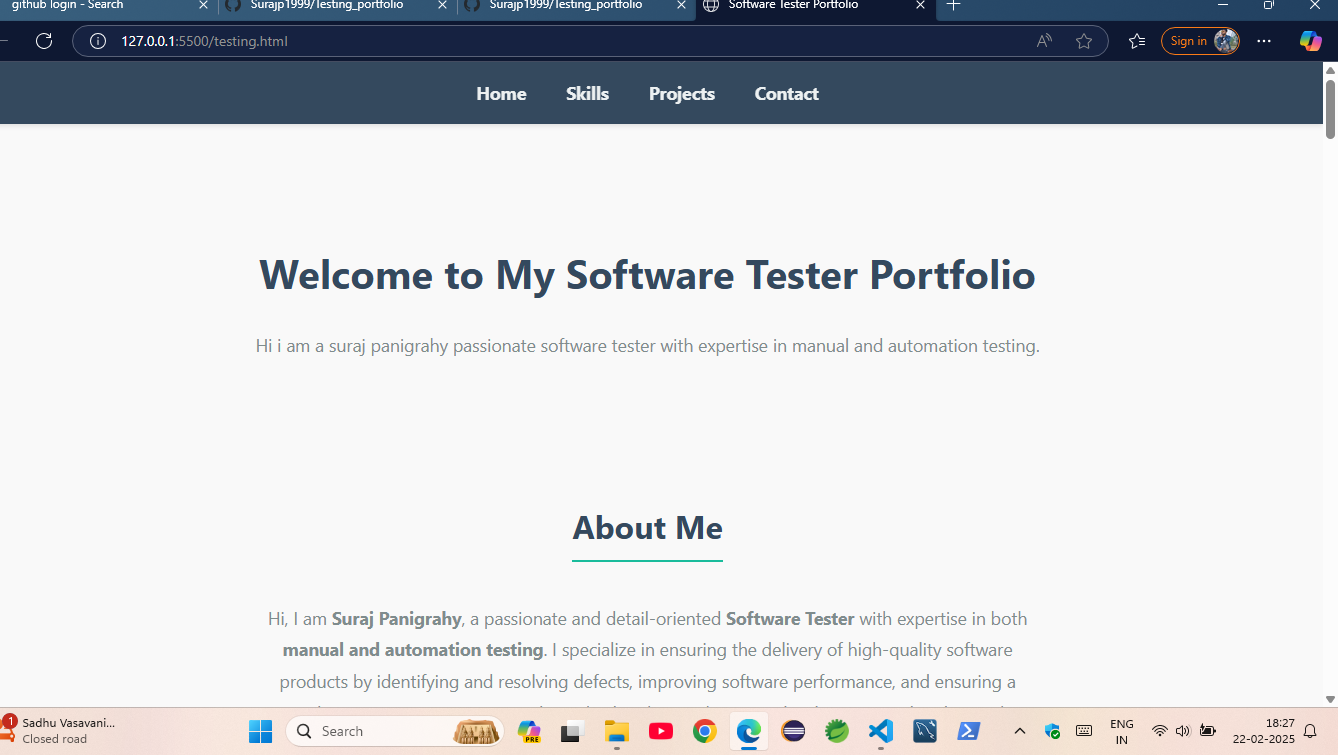 github login - Search
Surajp1999/Testing_portfolio
Surajp1999/Testing_portfolio
Software Tester Portfolio
127.0.0.1:5500/testing.html
Sign in
Home Skills Projects Contact
Welcome to My Software Tester Portfolio
Hi i am a suraj panigrahy passionate software tester with expertise in manual and automation testing.
About Me
Hi, I am Suraj Panigrahy, a passionate and detail-oriented Software Tester with expertise in both
manual and automation testing. I specialize in ensuring the delivery of high-quality software
products by identifying and resolving defects, improving software performance, and ensuring a
1
Sadhu Vasavani...
Closed road
Search
PRE
ENG
IN
18:27
22-02-2025